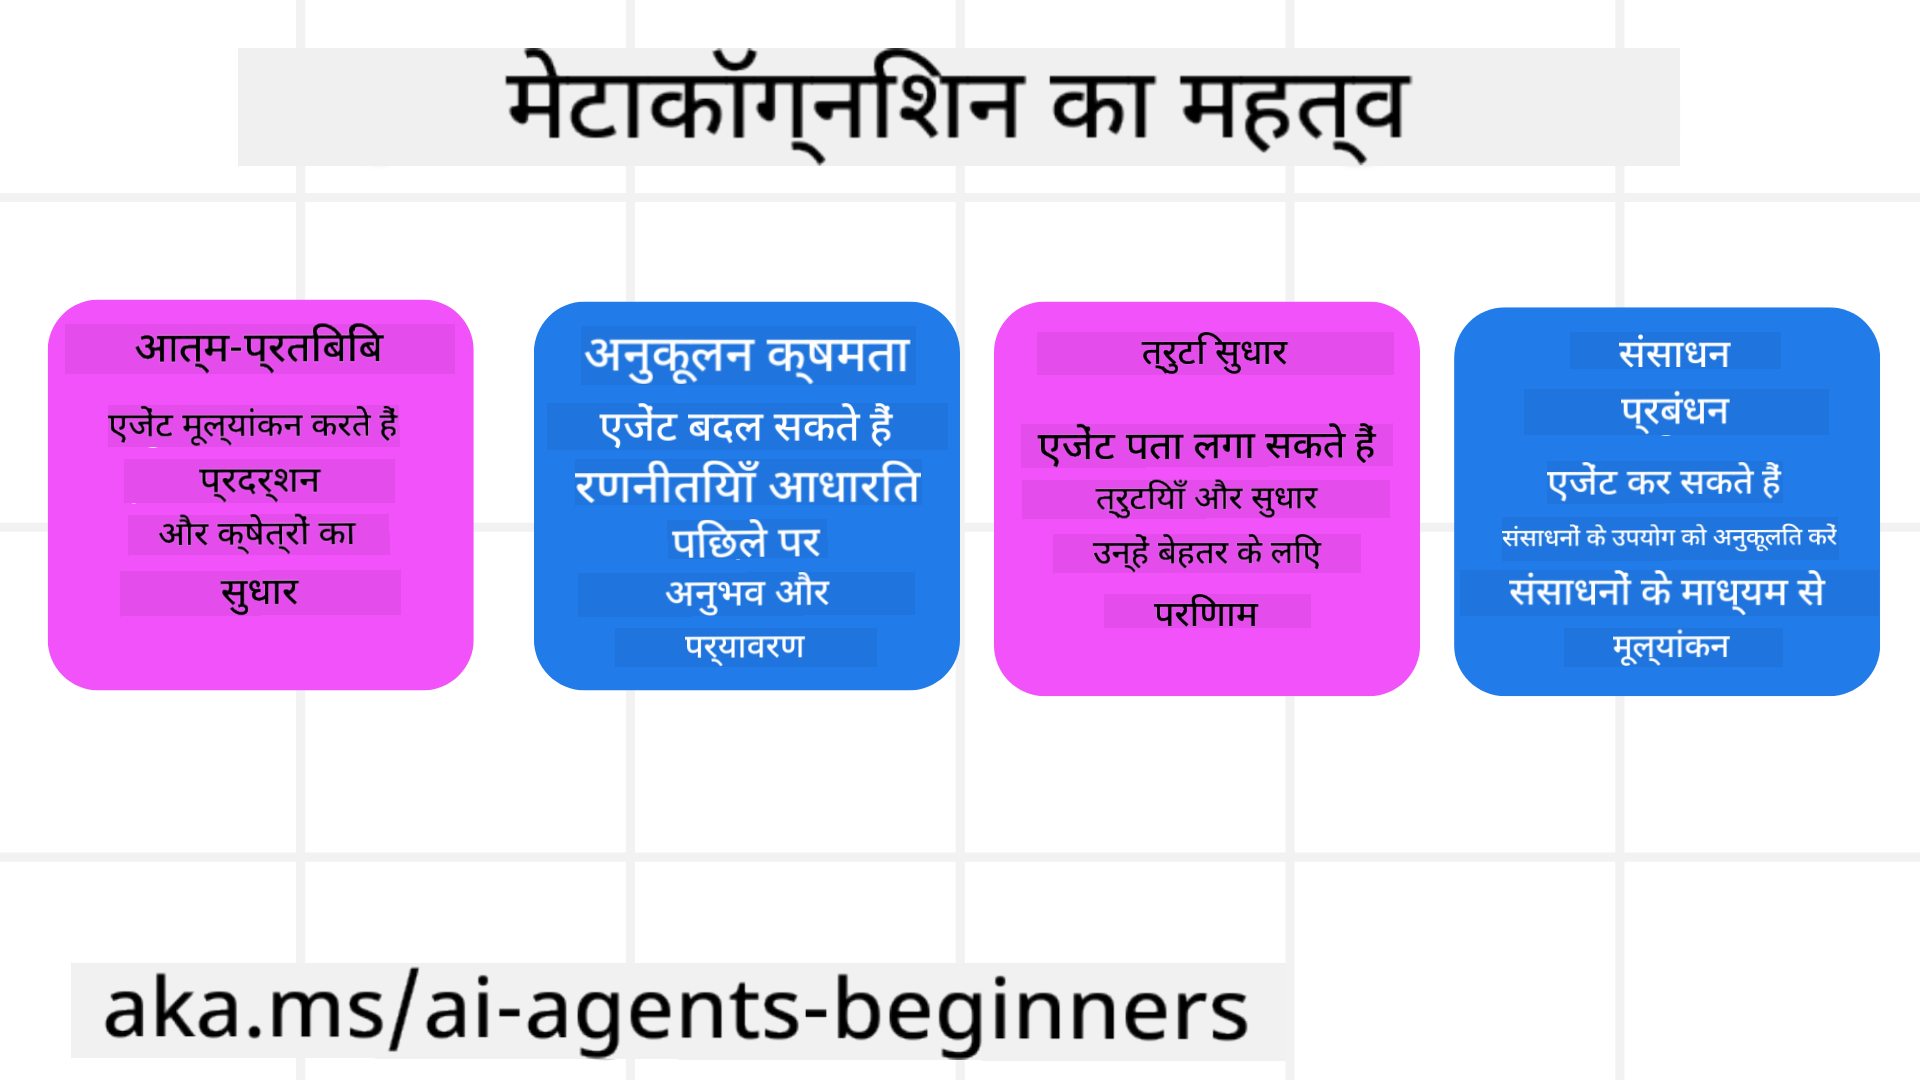 मेटाकॉग्निशन का महत्व
आत्म-प्रतिबिंब
एजेंट मूल्यांकन करते हैं
प्रदर्शन
और क्षेत्रों का
सुधार
अनुकूलन क्षमता
एजेंट बदल सकते हैं
रणनीतियाँ आधारित
पिछले पर
अनुभव और
पर्यावरण
त्रुटि सुधार
एजेंट पता लगा सकते हैं
त्रुटियाँ और सुधार
उन्हें बेहतर के लिए
परिणाम
संसाधन
प्रबंधन
एजेंट कर सकते हैं
संसाधनों के उपयोग को अनुकूलित करें
संसाधनों के माध्यम से
मूल्यांकन
aka.ms/ai-agents-beginners